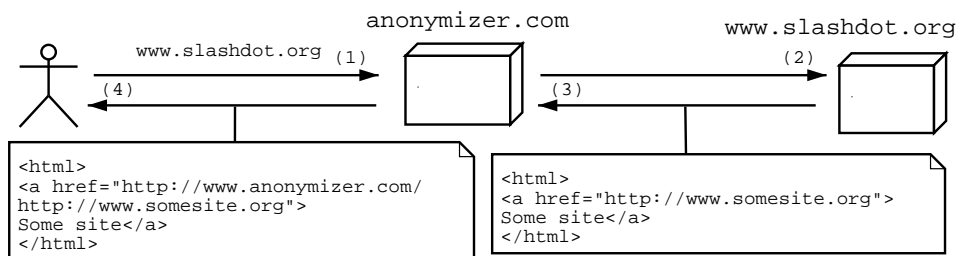 anonymizer.com
www.slashdot.org
www.slashdot.org
(1)
(2)
(4)
(3)
<html>
<a href="http://www.anonymizer.com/
http://www.somesite.org">
Some site</a>
</html>
<html>
<a href="http://www.somesite.org">
Some site</a>
</html>